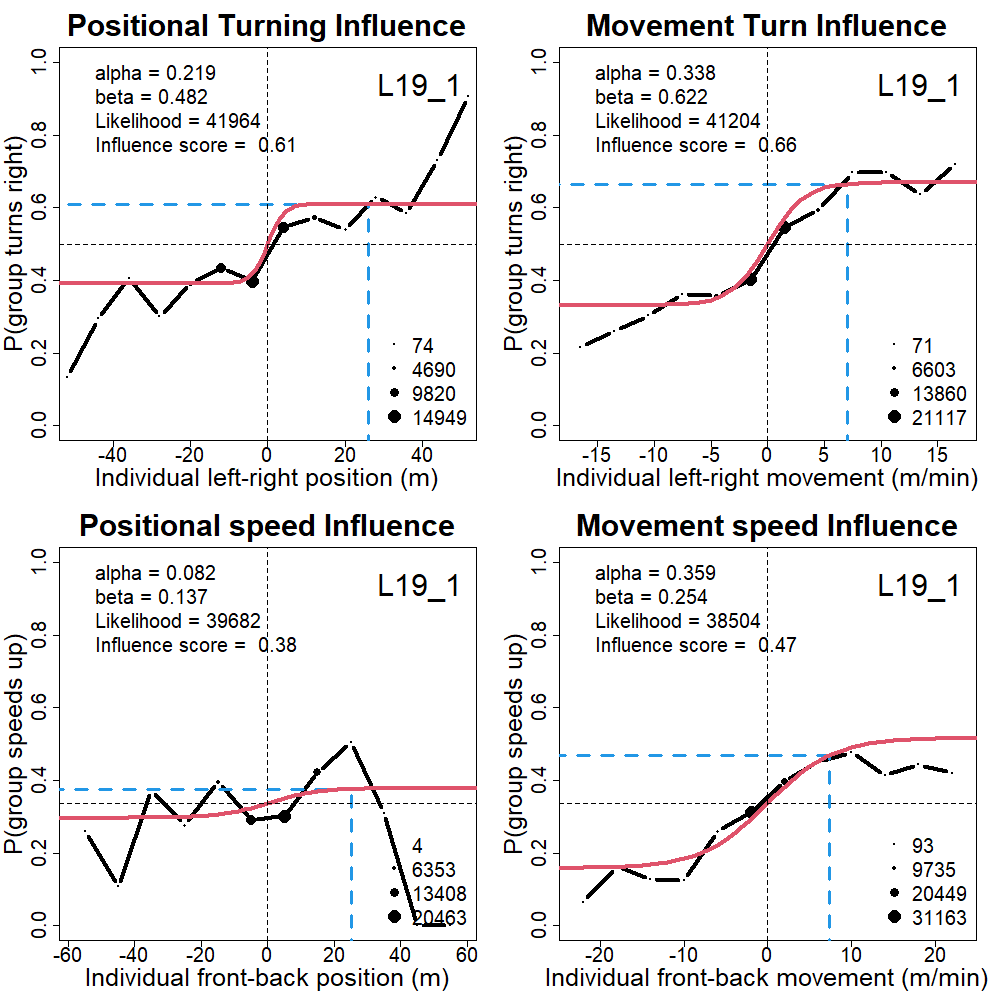 Positional Turning Influence
P(group turns right)
1.0
0.8
0.6
0.4
0.2
0.0
alpha = 0.219
beta = 0.482
Likelihood = 41964
Influence score = 0.61
L19_1
74
4690
9820
14949
-40
-20
0
20
40
Individual left-right position (m)
Movement Turn Influence
P(group turns right)
1.0
0.8
0.6
0.4
0.2
0.0
alpha = 0.338
beta = 0.622
Likelihood = 41204
Influence score = 0.66
L19_1
71
6603
13860
21117
-15
-10
-5
0
5
10
15
Individual left-right movement (m/min)
Positional speed Influence
P(group speeds up)
1.0
0.8
0.6
0.4
0.2
0.0
alpha = 0.082
beta = 0.137
Likelihood = 39682
Influence score = 0.38
L19_1
4
6353
13408
20463
-60
-40
-20
0
20
40
60
Individual front-back position (m)
Movement speed Influence
P(group speeds up)
1.0
0.8
0.6
0.4
0.2
0.0
alpha = 0.359
beta = 0.254
Likelihood = 38504
Influence score = 0.47
L19_1
93
9735
20449
31163
-20
-10
0
10
20
Individual front-back movement (m/min)